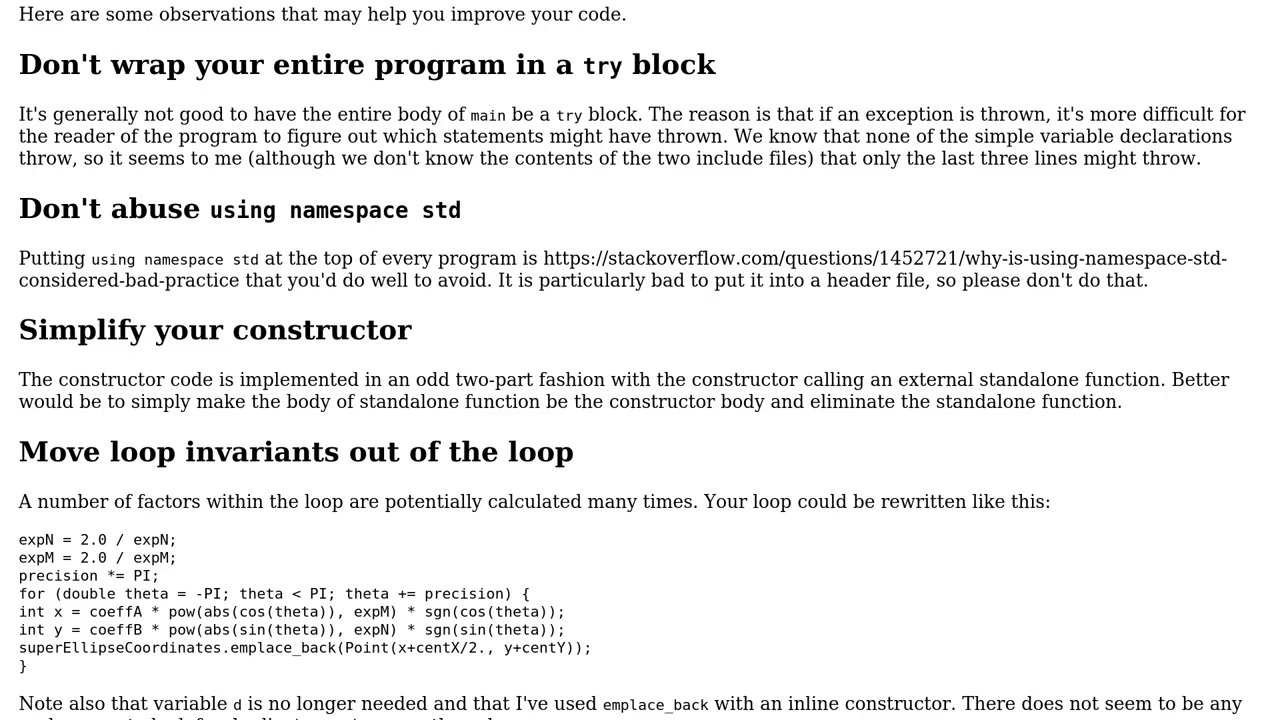 Here are some observations that may help you improve your code.
Don't wrap your entire program in a try block
It's generally not good to have the entire body of main be a try block. The reason is that if an exception is thrown, it's more difficult for
the reader of the program to figure out which statements might have thrown. We know that none of the simple variable declarations
throw, so it seems to me (although we don't know the contents of the two include files) that only the last three lines might throw.
Don't abuse using namespace std
Putting using namespace std at the top of every program is https://stackoverflow.com/questions/1452721/why-is-using-namespace-std-
considered-bad-practice that you'd do well to avoid. It is particularly bad to put it into a header file, so please don't do that.
Simplify your constructor
The constructor code is implemented in an odd two-part fashion with the constructor calling an external standalone function. Better
would be to simply make the body of standalone function be the constructor body and eliminate the standalone function.
Move loop invariants out of the loop
A number of factors within the loop are potentially calculated many times. Your loop could be rewritten like this:
expN = 2.0 / expN;
expM = 2.0 / expM;
precision *= PI;
for (double theta = -PI; theta < PI; theta += precision) {
int x = coeffA * pow(abs(cos(theta)), expM) * sgn(cos(theta));
int y = coeffB * pow(abs(sin(theta)), expN) * sgn(sin(theta));
superEllipseCoordinates.emplace_back(Point(x+centX/2., y+centY));
}
Note also that variable d is no longer needed and that I've used emplace_back with an inline constructor. There does not seem to be any